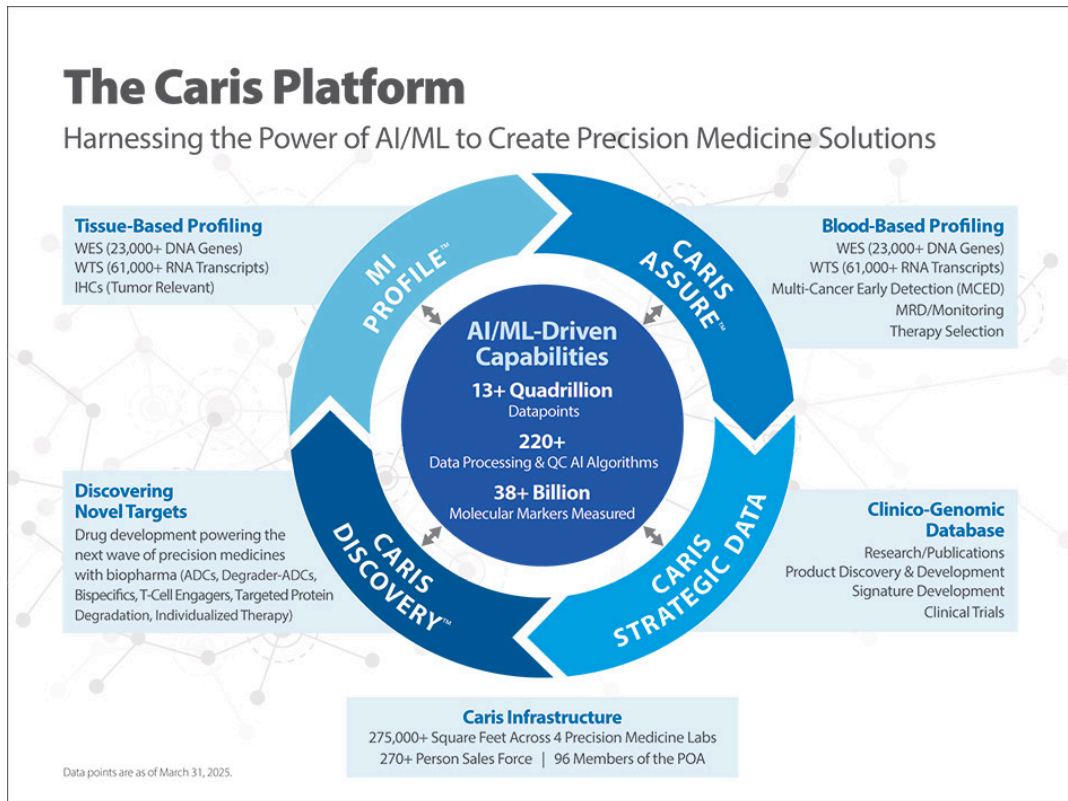 The Caris Platform
Harnessing the Power of AI/ML to Create Precision Medicine Solutions
Tissue-Based Profiling
WES (23,000+ DNA Genes)
WTS (61,000+ RNA Transcripts)
IHCs (Tumor Relevant)
MI
PROFILE™
CARIS
ASSURE™
Blood-Based Profiling
WES (23,000+ DNA Genes)
WTS (61,000+ RNA Transcripts)
Multi-Cancer Early Detection (MCED)
MRD/Monitoring
Therapy Selection
AI/ML-Driven
Capabilities
13+ Quadrillion
Datapoints
220+
Data Processing & QC AI Algorithms
38+ Billion
Molecular Markers Measured
Discovering
Novel Targets
Drug development powering the
next wave of precision medicines
with biopharma (ADCs, Degrader-ADCs,
Bispecifics, T-Cell Engagers, Targeted Protein
Degradation, Individualized Therapy)
CARIS
DISCOVERY™
CARIS
STRATEGIC DATA
Clinico-Genomic
Database
Research/Publications
Product Discovery & Development
Signature Development
Clinical Trials
Caris Infrastructure
275,000+ Square Feet Across 4 Precision Medicine Labs
270+ Person Sales Force | 96 Members of the POA
Data points are as of March 31, 2025.